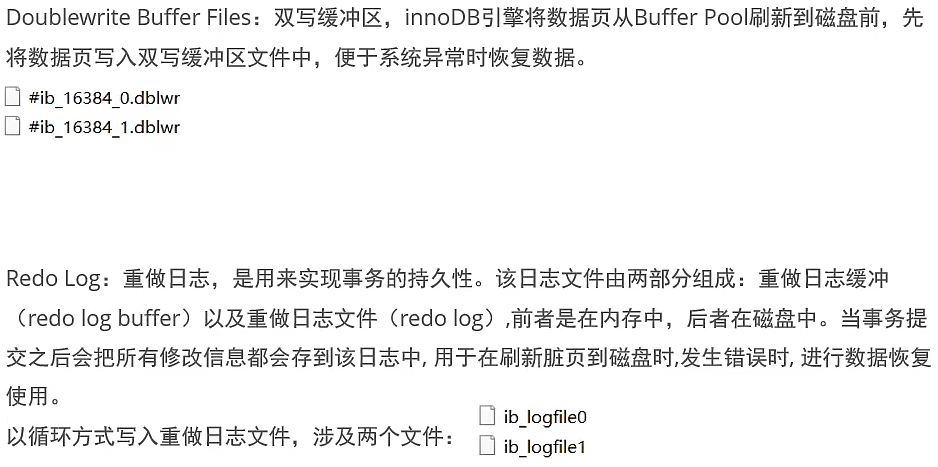 Doublewrite Buffer Files：双写缓冲区，innoDB引擎将数据页从Buffer Pool刷新到磁盘前，先
将数据页写入双写缓冲区文件中，便于系统异常时恢复数据。
#ib_16384_0.dblwr
#ib_16384_1.dblwr
Redo Log：重做日志，是用来实现事务的持久性。该日志文件由两部分组成：重做日志缓冲
（redo log buffer）以及重做日志文件（redo log）,前者是在内存中，后者在磁盘中。当事务提
交之后会把所有修改信息都会存到该日志中, 用于在刷新脏页到磁盘时,发生错误时, 进行数据恢复
使用。
以循环方式写入重做日志文件，涉及两个文件：
ib_logfile0
ib_logfile1